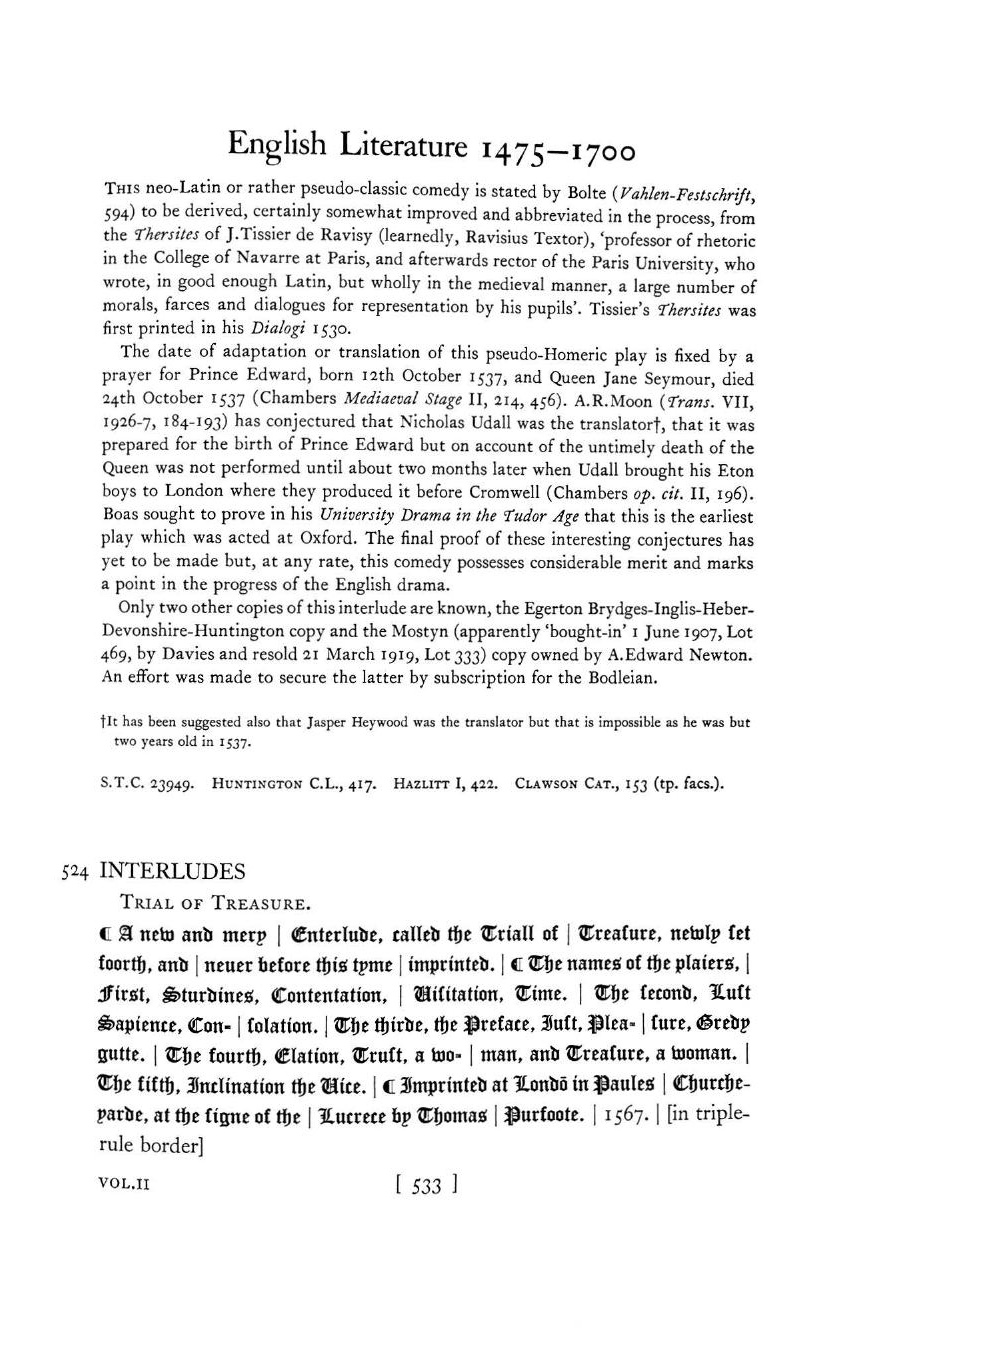 English Literature 1475—1700
THIS neo-Latin or rather pseudo-classic comedy is stated by Bolte (Vahlen-Festschrift,
594) to be derived, certainly somewhat improved and abbreviated in the process, from
the Thersites of J.Tissier de Ravisy (learnedly, Ravisius Textor), ‘professor of rhetoric
in the College of Navarre at Paris, and afterwards rector of the Paris University, who
wrote, in good enough Latin, but wholly in the medieval manner, a large number of
morals, farces and dialogues for representation by his pupils’. Tissier's Thersites was
first printed in his Dialogi 1530.
The date of adaptation or translation of this pseudo-Homeric play is fixed by a
prayer for Prince Edward, born 12th October 1537, and Queen Jane Seymour, died
24th October 1537 (Chambers Mediaeval Stage II, 214, 456). A.R.Moon (Trans. VII,
1926-7, 184-193) has conjectured that Nicholas Udall was the translator†, that it was
prepared for the birth of Prince Edward but on account of the untimely death of the
Queen was not performed until about two months later when Udall brought his Eton
boys to London where they produced it before Cromwell (Chambers op. cit. II, 196).
Boas sought to prove in his University Drama in the Tudor Age that this is the earliest
play which was acted at Oxford. The final proof of these interesting conjectures has
yet to be made but, at any rate, this comedy possesses considerable merit and marks
a point in the progress of the English drama.
Only two other copies of this interlude are known, the Egerton Brydges-Inglis-Heber-
Devonshire-Huntington copy and the Mostyn (apparently ‘bought-in’ 1 June 1907, Lot
469, by Davies and resold 21 March 1919, Lot 333) copy owned by A.Edward Newton.
An effort was made to secure the latter by subscription for the Bodleian.
†It has been suggested also that Jasper Heywood was the translator but that is impossible as he was but
two years old in 1537.
S.T.C. 23949. HUNTINGTON C.L., 417. HAZLITT I, 422. CLAWSON CAT., 153 (tp. facs.).
524 INTERLUDES
TRIAL OF TREASURE.
¶ A new and mery | Enterlude, called the Triall of | Treaſure, newly ſet
foorth, and | neuer before this tyme | imprinted. | ¶ The names of the plaiers, |
First, Sturdines, Contentation, | Uiſitation, Time. | The ſecond, Luſt
Sapience, Con- | ſolation. | The thirde, the Preface, Juſt, Plea- | ſure, Gredy
gutte. | The fourth, Elation, Truſt, a wo- | man, and Treaſure, a woman. |
The fifth, Inclination the Uice. | ¶ Imprinted at Londō in Paules | Churche-
yarde, at the ſigne of the | Lucrece by Thomas | Purfoote. | 1567. | [in triple-
rule border]
VOL.II [ 533 ]